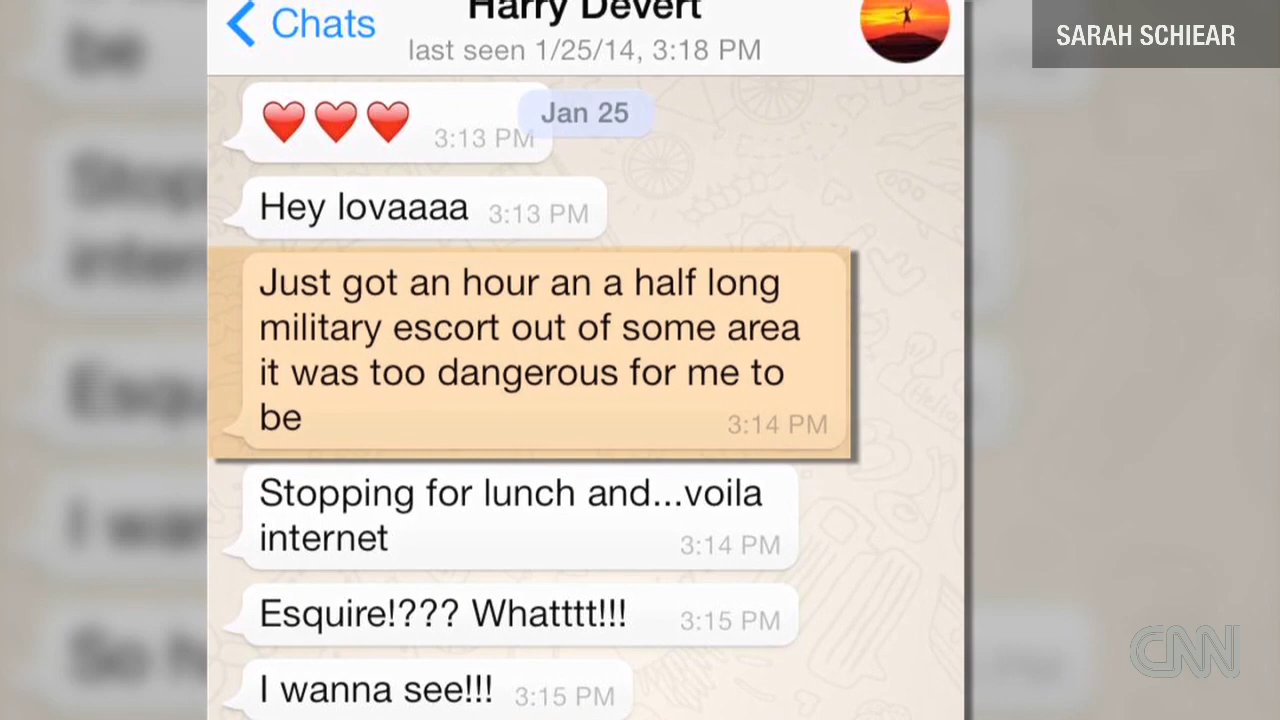 Harry Devert
SARAH SCHIEAR
Chats
last seen 1/25/14, 3:18 PM
Jan 25
3:13 PM
Hey lovaaaa 3:13 PM
Just got an hour an a half long
military escort out of some area
it was too dangerous for me to
be 3:14 PM
Stopping for lunch and...voila
internet 3:14 PM
Esquire!??? Whatttt!!! 3:15 PM
I wanna see!!! 3:15 PM
CNN